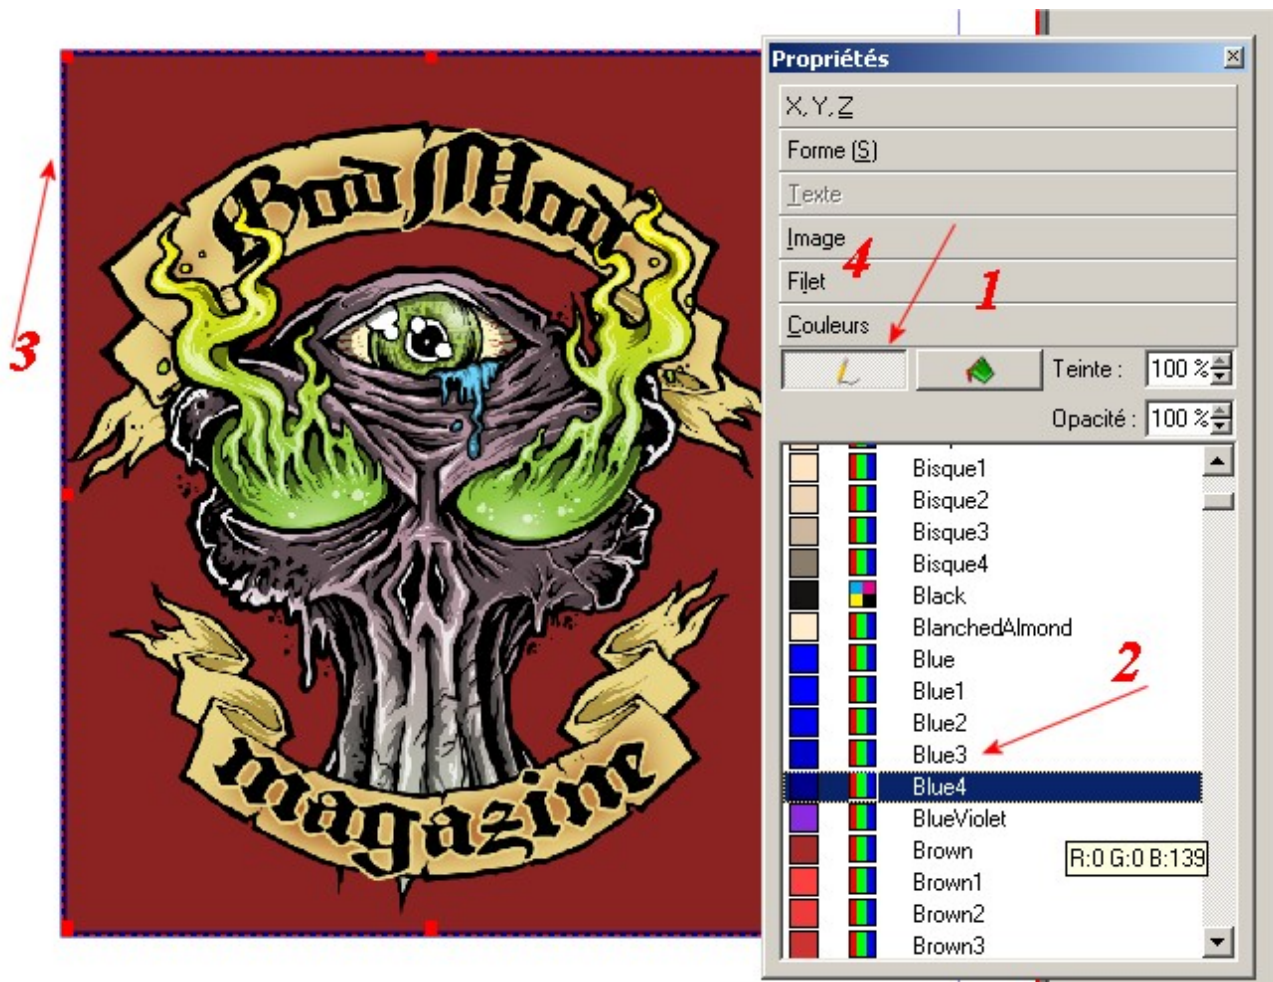 God Mod
magazine
3
Propriétés
X, Y, Z
Forme (S)
Texte
Image
4
Filet
1
Couleurs
Teinte : 100 %
Opacité : 100 %
Bisque1
Bisque2
Bisque3
Bisque4
Black
BlanchedAlmond
Blue
2
Blue1
Blue2
Blue3
Blue4
BlueViolet
Brown
R:0 G:0 B:139
Brown1
Brown2
Brown3